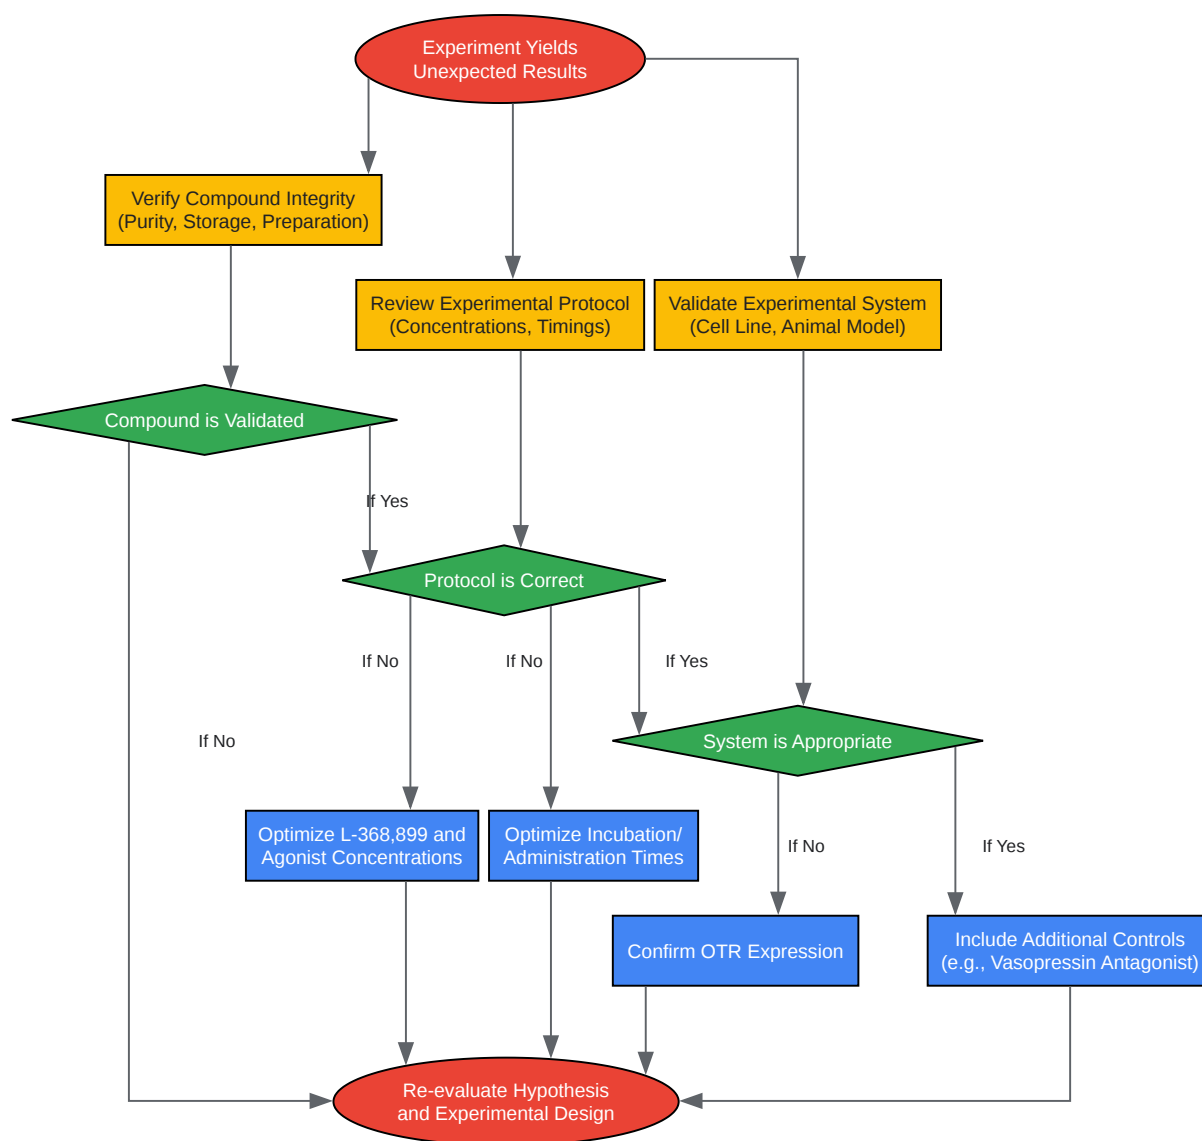 Experiment Yields
Unexpected Results
Verify Compound Integrity
(Purity, Storage, Preparation)
Review Experimental Protocol
(Concentrations, Timings)
Validate Experimental System
(Cell Line, Animal Model)
Compound is Validated
If Yes
Protocol is Correct
If No
If No
If Yes
If No
System is Appropriate
Optimize L-368,899 and
Agonist Concentrations
Optimize Incubation/
Administration Times
If No
If Yes
Confirm OTR Expression
Include Additional Controls
(e.g., Vasopressin Antagonist)
Re-evaluate Hypothesis
and Experimental Design